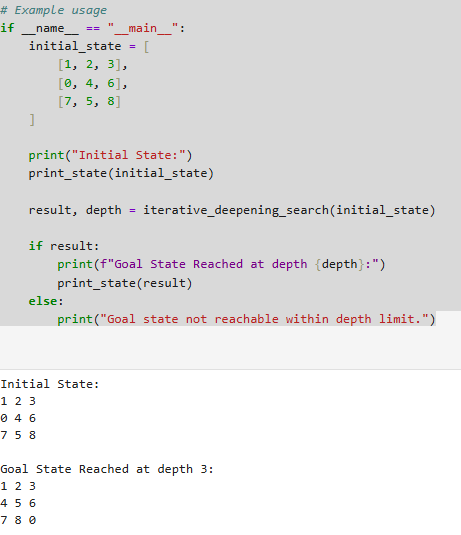 # Example usage
if __name__ == "__main__":
    initial_state = [
        [1, 2, 3],
        [0, 4, 6],
        [7, 5, 8]
    ]

    print("Initial State:")
    print_state(initial_state)

    result, depth = iterative_deepening_search(initial_state)

    if result:
        print(f"Goal State Reached at depth {depth}:")
        print_state(result)
    else:
        print("Goal state not reachable within depth limit.")

Initial State:
1 2 3
0 4 6
7 5 8

Goal State Reached at depth 3:
1 2 3
4 5 6
7 8 0